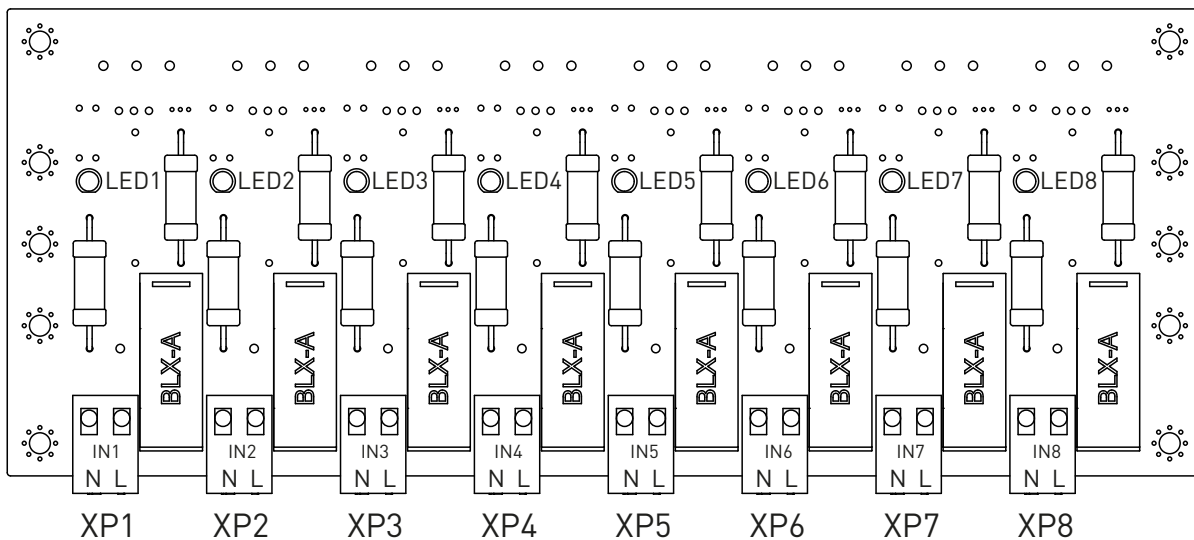 LED1 LED2 LED3 LED4 LED5 LED6 LED7 LED8
BLX-A BLX-A BLX-A BLX-A BLX-A BLX-A BLX-A BLX-A
IN1 IN2 IN3 IN4 IN5 IN6 IN7 IN8
N L N L N L N L N L N L N L N L
XP1 XP2 XP3 XP4 XP5 XP6 XP7 XP8